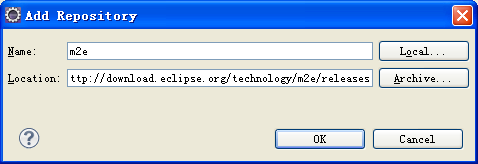 Add Repository
Name: m2e Local...
Location: ttp://download.eclipse.org/technology/m2e/releases Archive...
? OK Cancel